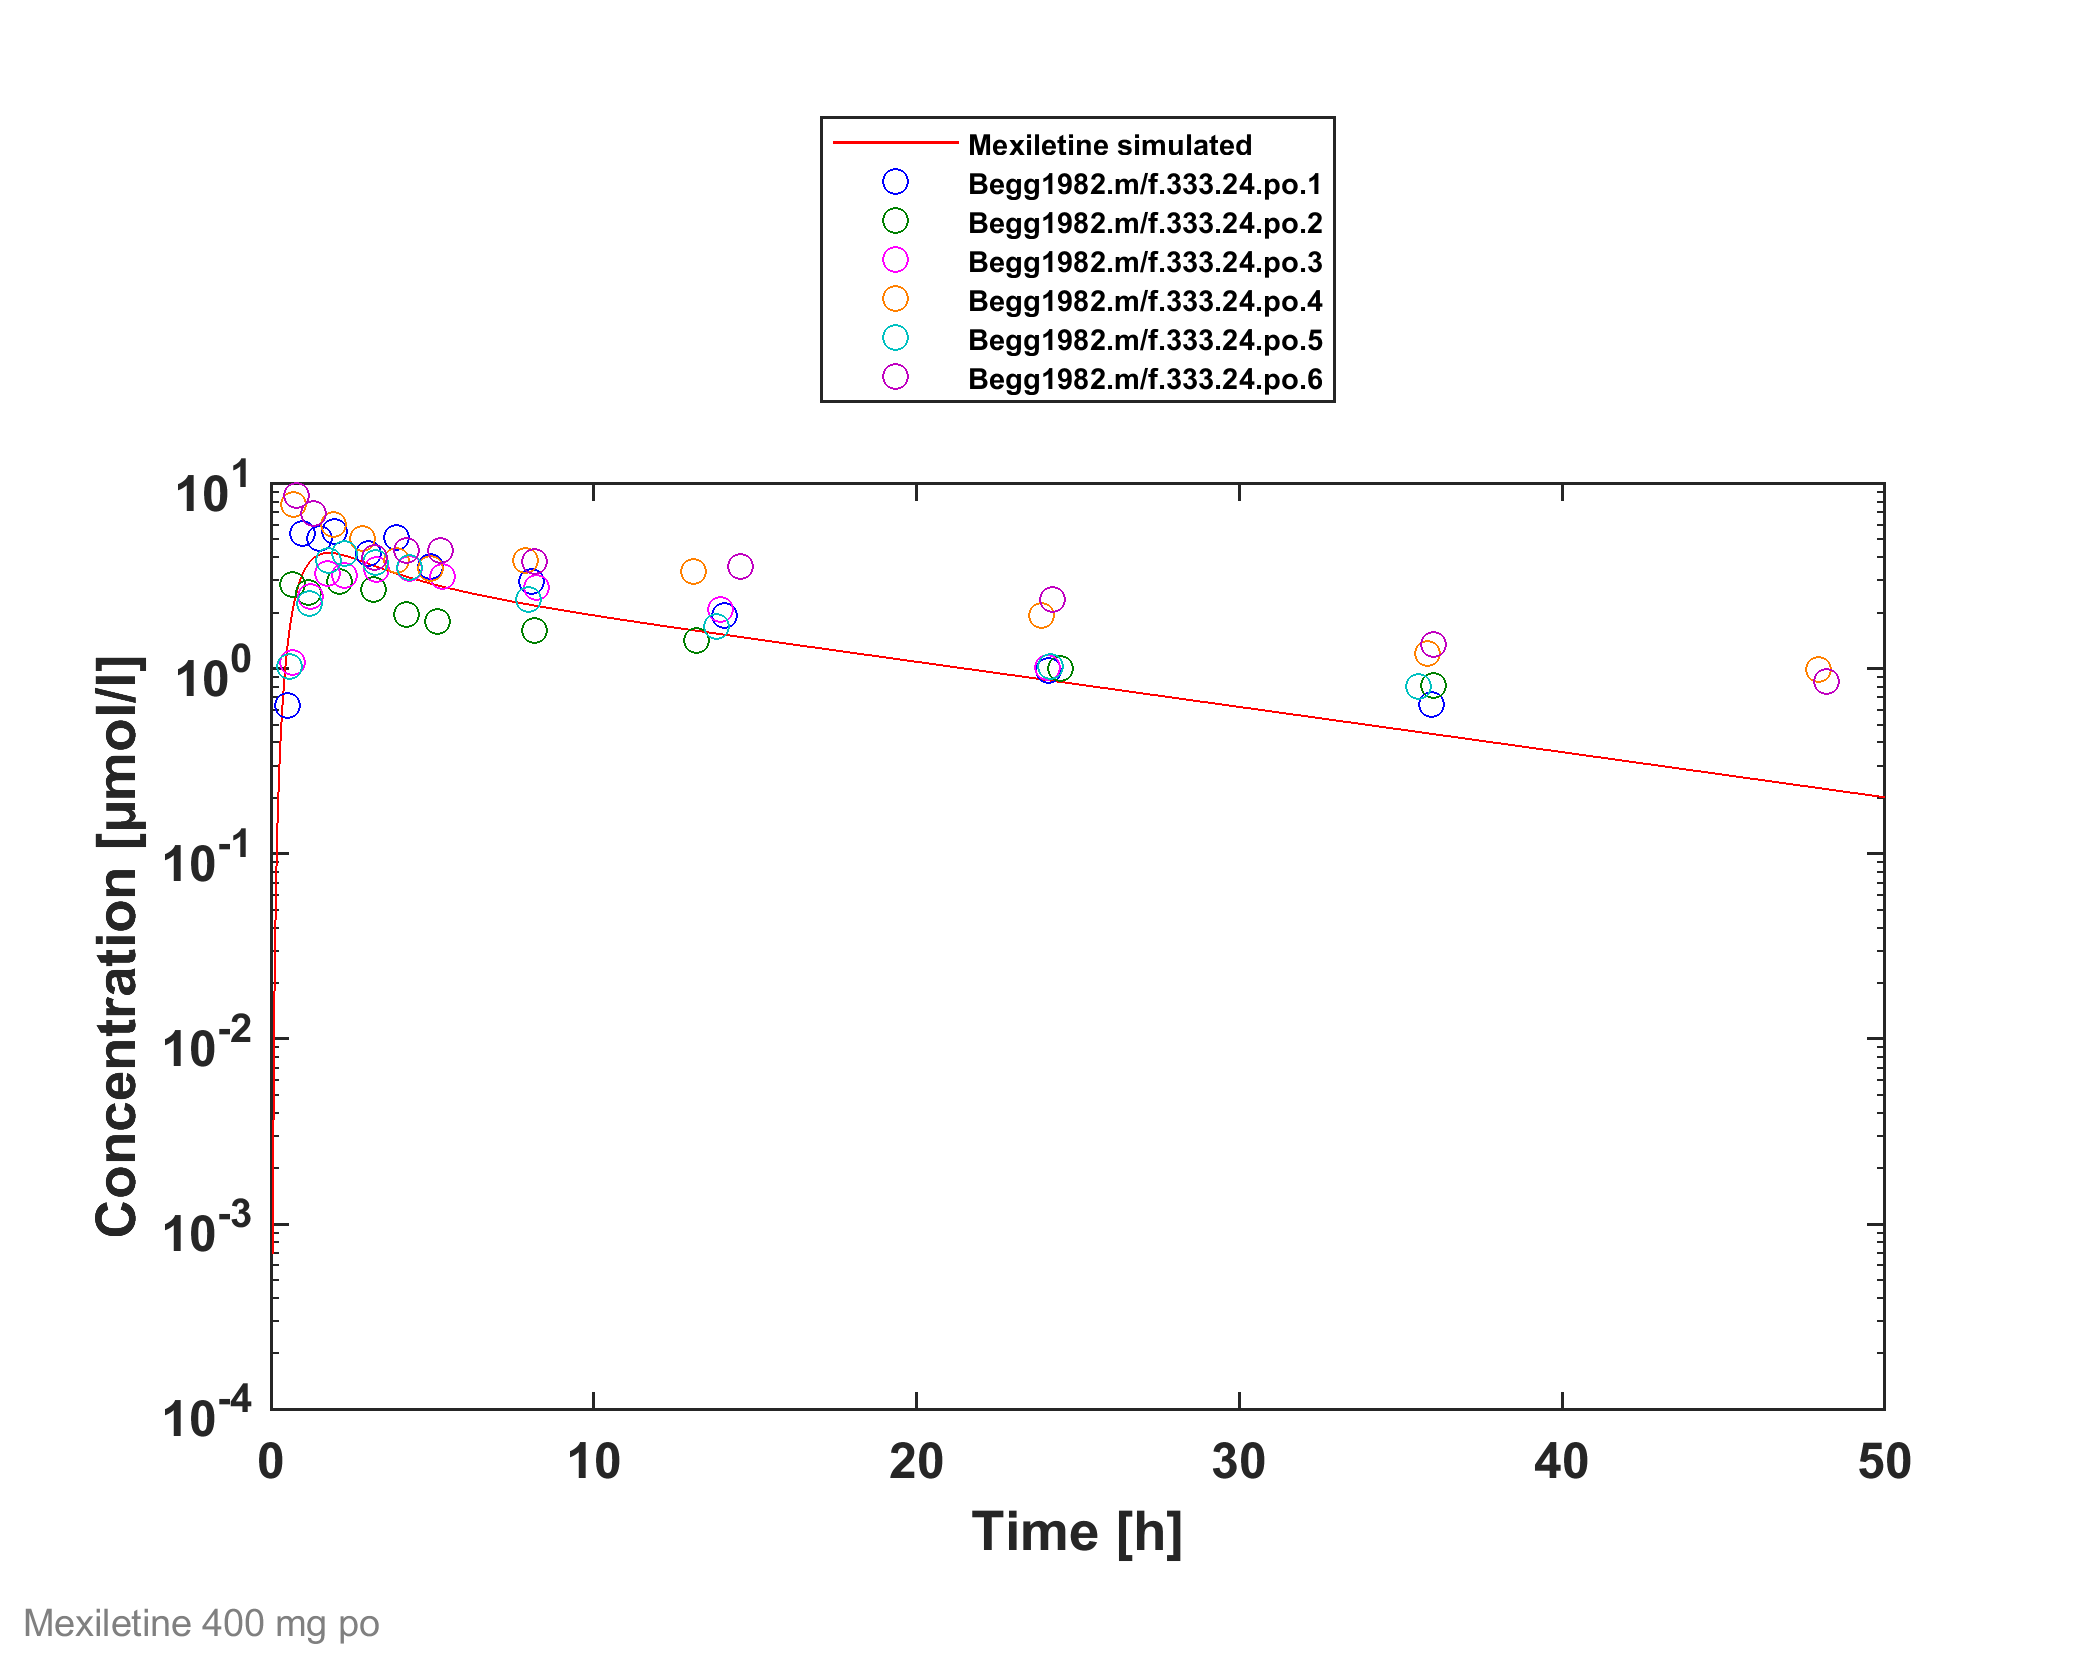 Mexiletine simulated
Begg1982.m/f.333.24.po.1
Begg1982.m/f.333.24.po.2
Begg1982.m/f.333.24.po.3
Begg1982.m/f.333.24.po.4
Begg1982.m/f.333.24.po.5
Begg1982.m/f.333.24.po.6
10^1
10^0
10^-1
10^-2
10^-3
10^-4
Concentration [µmol/l]
0 10 20 30 40 50
Time [h]
Mexiletine 400 mg po